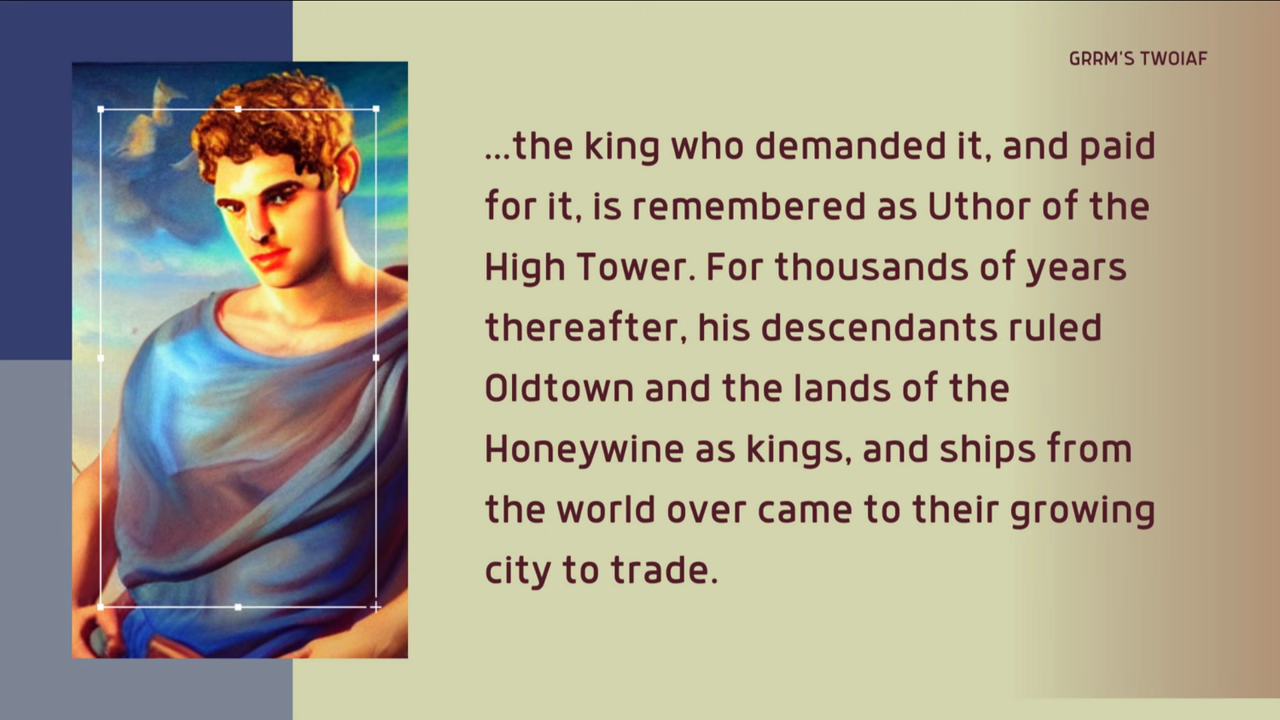 GRRM'S TWOIAF
...the king who demanded it, and paid
for it, is remembered as Uthor of the
High Tower. For thousands of years
thereafter, his descendants ruled
Oldtown and the lands of the
Honeywine as kings, and ships from
the world over came to their growing
city to trade.